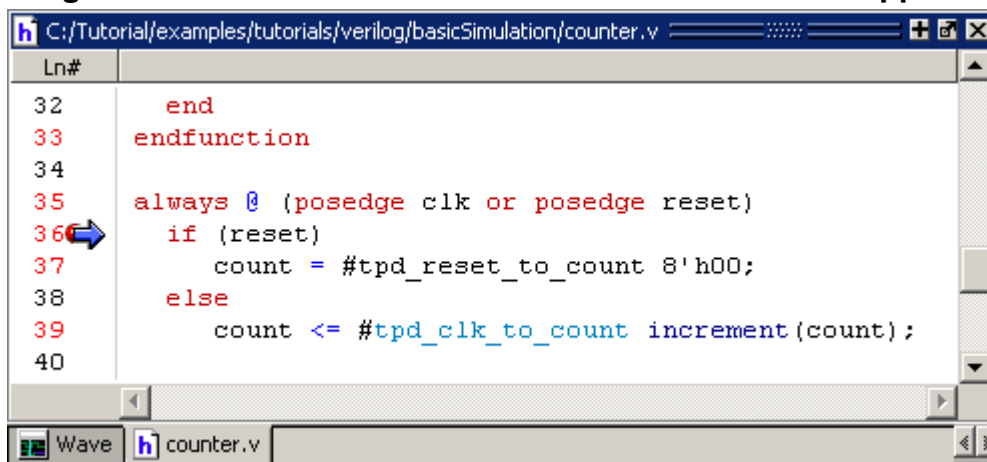 C:/Tutorial/examples/tutorials/verilog/basicSimulation/counter.v
Ln#
32 end
33 endfunction
34
35 always @ (posedge clk or posedge reset)
36 if (reset)
37 count = #tpd_reset_to_count 8'h00;
38 else
39 count <= #tpd_clk_to_count increment(count);
40
Wave counter.v